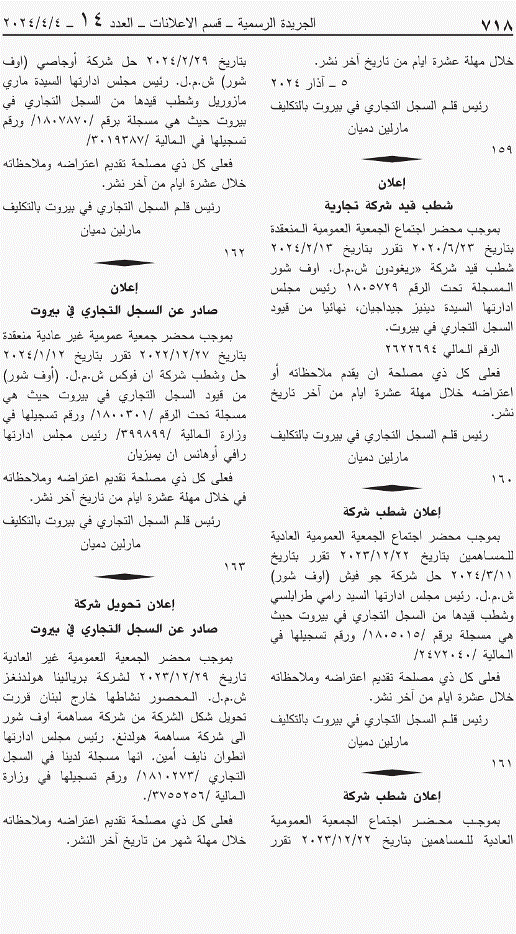 ٧١٨
الجريدة الرسمية ــ قسم الاعلانات ــ العدد ١٤ ــ ٢٠٢٤/٤/٤
خلال مهلة عشرة ايام من تاريخ آخر نشر.
٥ ــ آذار ٢٠٢٤
رئيس قلم السجل التجاري في بيروت بالتكليف
مارلين دميان
١٥٩
إعلان
شطب قيد شركة تجارية
بموجب محضر اجتماع الجمعية العمومية المنعقدة
بتاريخ ٢٠٢٠/٦/٢٣ تقرر بتاريخ ٢٠٢٤/٢/١٣
شطب قيد شركة «ريغودون ش.م.ل. اوف شور
المسجلة تحت الرقم ١٨٠٥٧٢٩ رئيس مجلس
ادارتها السيدة دينيز جيداجيان، نهائيا من قيود
السجل التجاري في بيروت.
الرقم المالي ٢٦٢٢٦٩٤
فعلى كل ذي مصلحة ان يقدم ملاحظاته أو
اعتراضه خلال مهلة عشرة ايام من آخر تاريخ
نشر.
رئيس قلم السجل التجاري في بيروت بالتكليف
مارلين دميان
١٦٠
إعلان شطب شركة
بموجب محضر اجتماع الجمعية العمومية العادية
للمساهمين بتاريخ ٢٠٢٣/١٢/٢٢ تقرر بتاريخ
٢٠٢٤/٣/١١ حل شركة جو فيش (اوف شور)
ش.م.ل. رئيس مجلس ادارتها السيد رامي طرابلسي
وشطب قيدها من السجل التجاري في بيروت حيث
هي مسجلة برقم /١٨٠٥٠١٥/ ورقم تسجيلها في
المالية /٢٤٧٢٠٤٠/
فعلى كل ذي مصلحة تقديم اعتراضه وملاحظاته
خلال عشرة ايام من آخر نشر.
رئيس قلم السجل التجاري في بيروت بالتكليف
مارلين دميان
١٦١
إعلان شطب شركة
بموجب محضر اجتماع الجمعية العمومية
العادية للمساهمين بتاريخ ٢٠٢٣/١٢/٢٢ تقرر
بتاريخ ٢٠٢٤/٢/٢٩ حل شركة أوجاصي (اوف
شور) ش.م.ل. رئيس مجلس ادارتها السيدة ماري
مازوريل وشطب قيدها من السجل التجاري في
بيروت حيث هي مسجلة برقم /١٨٠٧٨٧٠/ ورقم
تسجيلها في المالية /٣٠١٩٣٨٧/
فعلى كل ذي مصلحة تقديم اعتراضه وملاحظاته
خلال عشرة ايام من آخر نشر.
رئيس قلم السجل التجاري في بيروت بالتكليف
مارلين دميان
١٦٢
إعلان
صادر عن السجل التجاري في بيروت
بموجب محضر جمعية عمومية غير عادية منعقدة
بتاريخ ٢٠٢٢/١٢/٢٧ تقرر بتاريخ ٢٠٢٤/١/١٢
حل وشطب شركة ان فوكس ش.م.ل. (أوف شور)
من قيود السجل التجاري في بيروت حيث هي
مسجلة تحت الرقم /١٨٠٠٣٠١/ ورقم تسجيلها في
وزارة المالية /٣٩٩٨٩٩/ رئيس مجلس ادارتها
رافي أوهانس ان يميزيان
فعلى كل ذي مصلحة تقديم اعتراضه وملاحظاته
في خلال مهلة عشرة ايام من تاريخ آخر نشر.
رئيس قلم السجل التجاري في بيروت بالتكليف
مارلين دميان
١٦٣
إعلان تحويل شركة
صادر عن السجل التجاري في بيروت
بموجب محضر الجمعية العمومية غير العادية
تاريخ ٢٠٢٣/١٢/٢٩ لشركة بريالينا هولدنغز
ش.م.ل. المحصور نشاطها خارج لبنان قررت
تحويل شكل الشركة من شركة مساهمة اوف شور
الى شركة مساهمة هولدنغ. رئيس مجلس ادارتها
انطوان نايف أمين. انها مسجلة لدينا في السجل
التجاري /١٨١٠٢٧٣/ ورقم تسجيلها في وزارة
المالية /٣٧٥٥٢٥٦/.
فعلى كل ذي مصلحة تقديم اعتراضه وملاحظاته
خلال مهلة شهر من تاريخ آخر النشر.